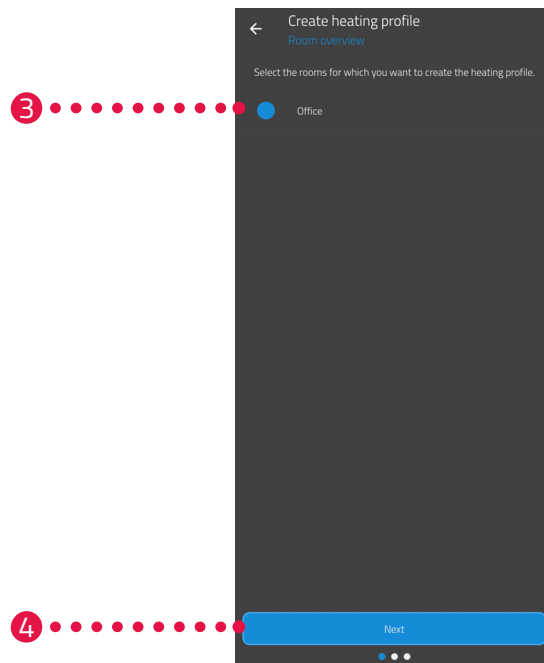 Create heating profile
Room overview
Select the rooms for which you want to create the heating profile.
3
Office
4
Next